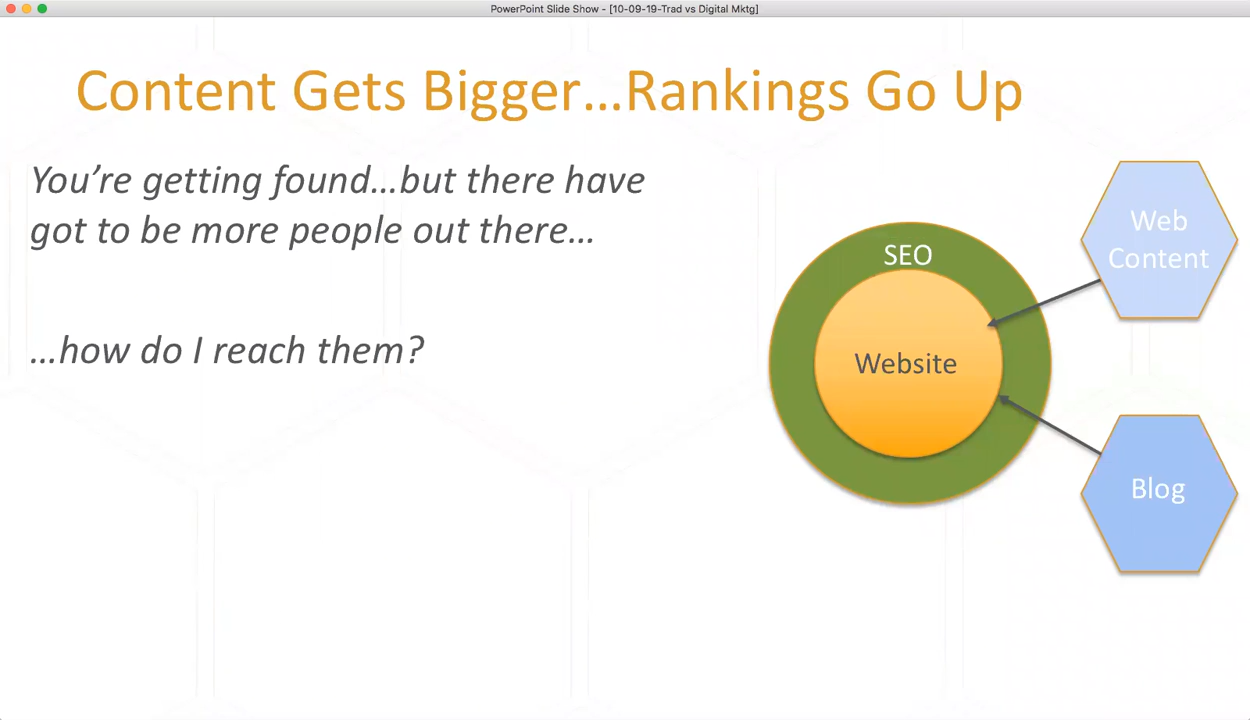 PowerPoint Slide Show - [10-09-19-Trad vs Digital Mktg]
Content Gets Bigger...Rankings Go Up
You’re getting found...but there have
got to be more people out there...
...how do I reach them?
SEO
Website
Web
Content
Blog